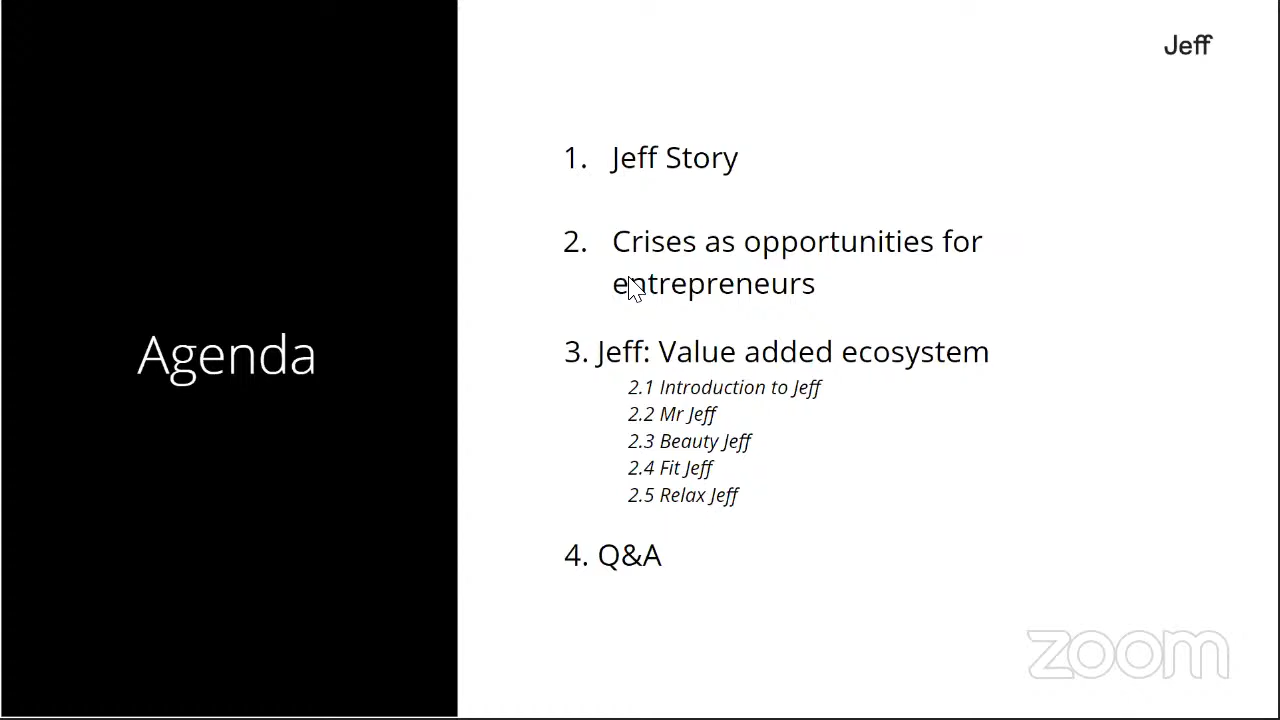 Jeff
Agenda
1. Jeff Story
2. Crises as opportunities for
entrepreneurs
3. Jeff: Value added ecosystem
2.1 Introduction to Jeff
2.2 Mr Jeff
2.3 Beauty Jeff
2.4 Fit Jeff
2.5 Relax Jeff
4. Q&A
zoom